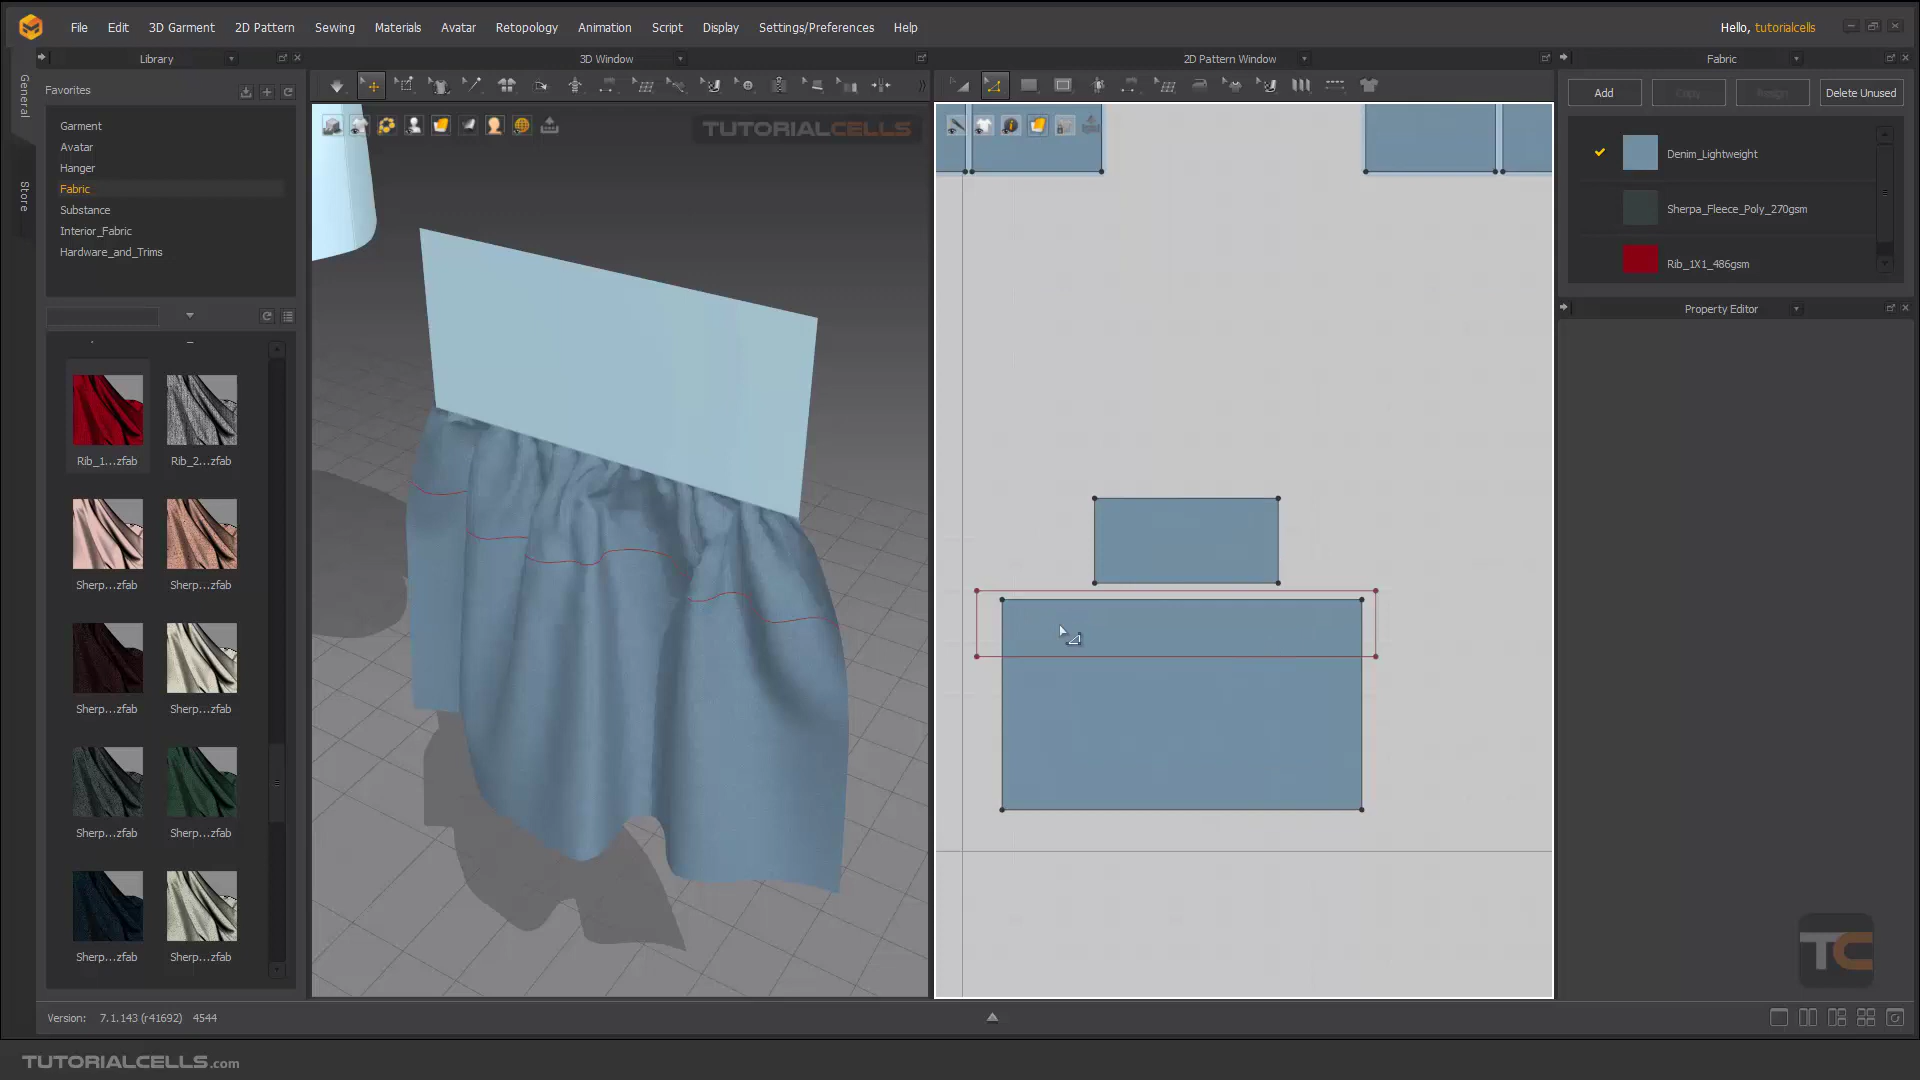 File Edit 3D Garment 2D Pattern Sewing Materials Avatar Retopology Animation Script Display Settings/Preferences Help Hello, tutorialcells
Library 3D Window 2D Pattern Window Fabric
General
Store
Favorites
Garment
Avatar
Hanger
Fabric
Substance
Interior_Fabric
Hardware_and_Trims
Rib_1...zfab Rib_2...zfab
Sherp...zfab Sherp...zfab
Sherp...zfab Sherp...zfab
Sherp...zfab Sherp...zfab
Sherp...zfab Sherp...zfab
TUTORIALCELLS
Add Copy Assign Delete Unused
Denim_Lightweight
Sherpa_Fleece_Poly_270gsm
Rib_1X1_486gsm
Property Editor
TC
Version: 7.1.143 (r41692) 4544
TUTORIALCELLS.com